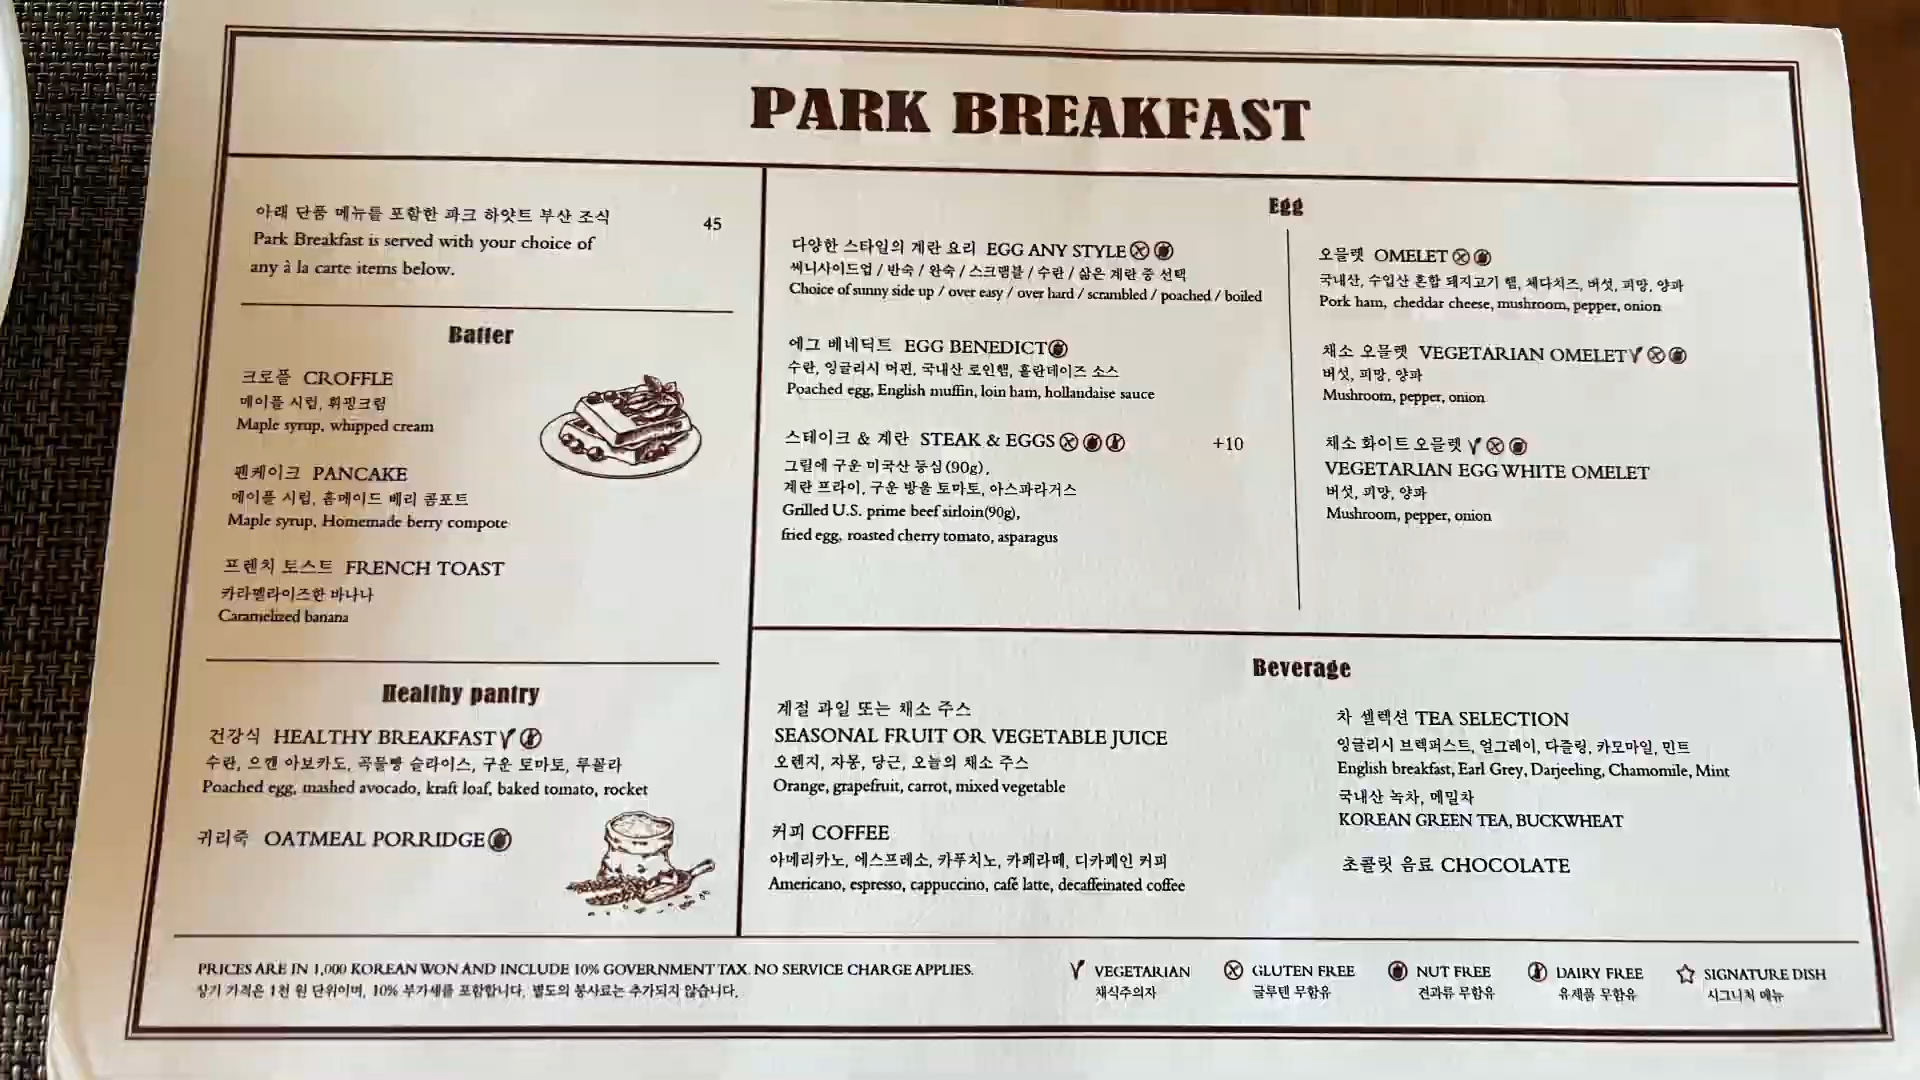 PARK BREAKFAST
아래 단품 메뉴를 포함한 파크 하얏트 부산 조식 45
Park Breakfast is served with your choice of
any à la carte items below.
Batter
크로플 CROFFLE
메이플 시럽, 휘핑크림
Maple syrup, whipped cream
펜케이크 PANCAKE
메이플 시럽, 홈메이드 베리 콤포트
Maple syrup, Homemade berry compote
프렌치 토스트 FRENCH TOAST
카라멜라이즈한 바나나
Caramelized banana
Healthy pantry
건강식 HEALTHY BREAKFAST
수란, 으깬 아보카도, 곡물빵 슬라이스, 구운 토마토, 루꼴라
Poached egg, mashed avocado, kraft loaf, baked tomato, rocket
귀리죽 OATMEAL PORRIDGE
Egg
다양한 스타일의 계란 요리 EGG ANY STYLE
써니사이드업 / 반숙 / 완숙 / 스크램블 / 수란 / 삶은 계란 중 선택
Choice of sunny side up / over easy / over hard / scrambled / poached / boiled
에그 베네딕트 EGG BENEDICT
수란, 잉글리시 머핀, 국내산 로인햄, 홀란데이즈 소스
Poached egg, English muffin, loin ham, hollandaise sauce
스테이크 & 계란 STEAK & EGGS +10
그릴에 구운 미국산 등심(90g),
계란 프라이, 구운 방울 토마토, 아스파라거스
Grilled U.S. prime beef sirloin(90g),
fried egg, roasted cherry tomato, asparagus
오믈렛 OMELET
국내산, 수입산 혼합 돼지고기 햄, 체다치즈, 버섯, 피망, 양파
Pork ham, cheddar cheese, mushroom, pepper, onion
채소 오믈렛 VEGETARIAN OMELET
버섯, 피망, 양파
Mushroom, pepper, onion
채소 화이트 오믈렛
VEGETARIAN EGG WHITE OMELET
버섯, 피망, 양파
Mushroom, pepper, onion
Beverage
계절 과일 또는 채소 주스
SEASONAL FRUIT OR VEGETABLE JUICE
오렌지, 자몽, 당근, 오늘의 채소 주스
Orange, grapefruit, carrot, mixed vegetable
커피 COFFEE
아메리카노, 에스프레소, 카푸치노, 카페라떼, 디카페인 커피
Americano, espresso, cappuccino, café latte, decaffeinated coffee
차 셀렉션 TEA SELECTION
잉글리시 브렉퍼스트, 얼그레이, 다즐링, 카모마일, 민트
English breakfast, Earl Grey, Darjeeling, Chamomile, Mint
국내산 녹차, 메밀차
KOREAN GREEN TEA, BUCKWHEAT
초콜릿 음료 CHOCOLATE
PRICES ARE IN 1,000 KOREAN WON AND INCLUDE 10% GOVERNMENT TAX. NO SERVICE CHARGE APPLIES.
상기 가격은 1천 원 단위이며, 10% 부가세를 포함합니다. 별도의 봉사료는 추가되지 않습니다.
VEGETARIAN
채식주의자
GLUTEN FREE
글루텐 무함유
NUT FREE
견과류 무함유
DAIRY FREE
유제품 무함유
SIGNATURE DISH
시그니처 메뉴